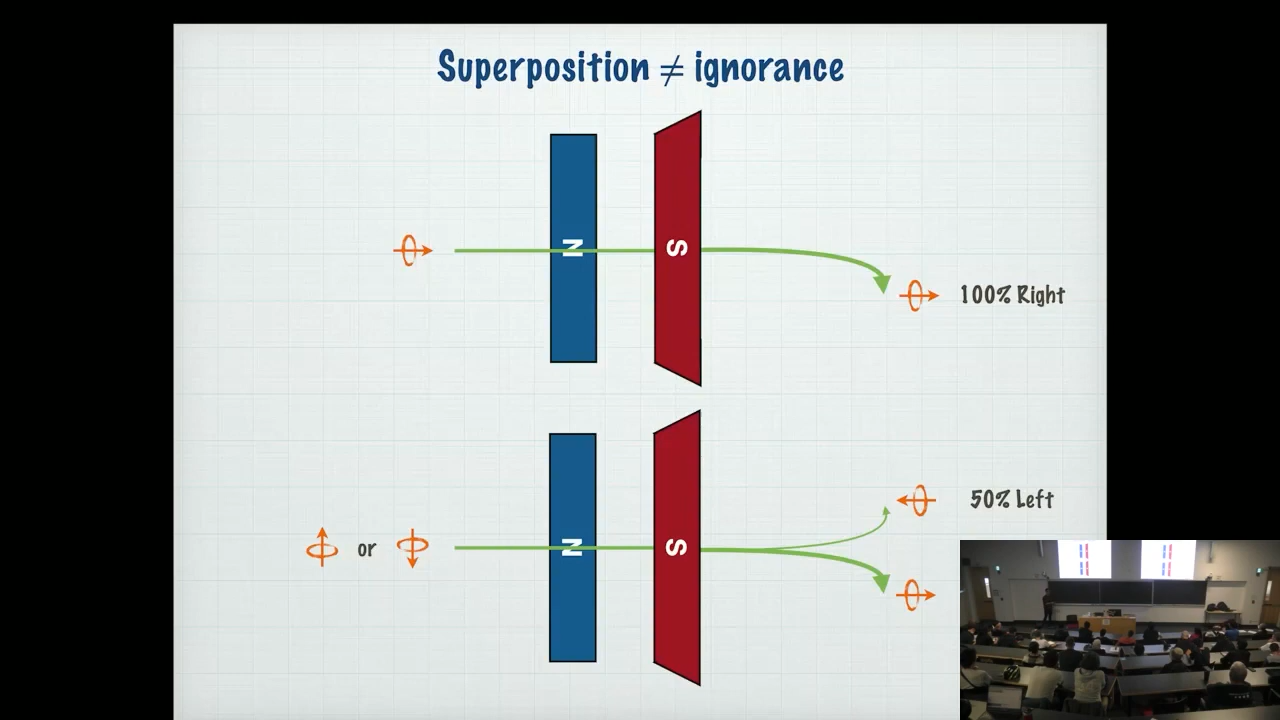 Superposition ≠ ignorance
N
S
100% Right
N
S
50% Left
or